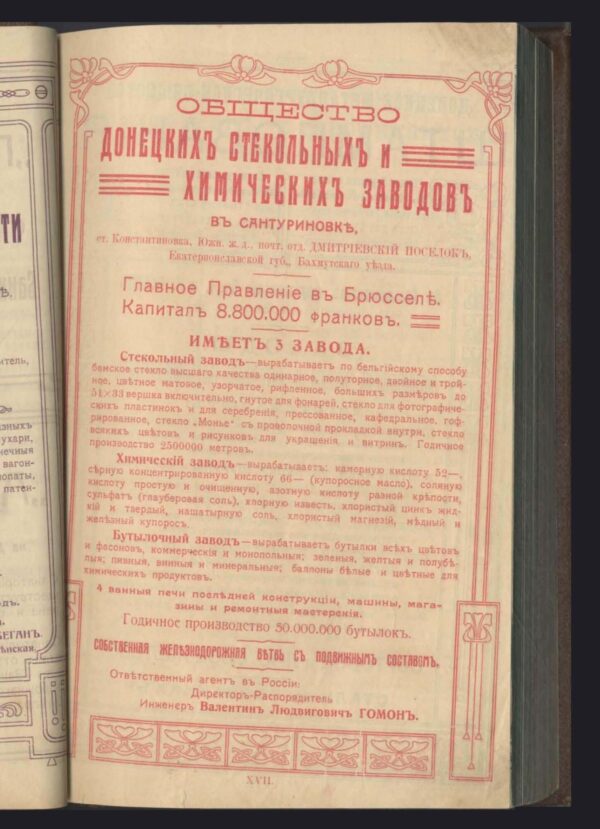 ОБЩЕСТВО
ДОНЕЦКИХЪ СТЕКОЛЬНЫХЪ и
ХИМИЧЕСКИХЪ ЗАВОДОВЪ
ВЪ САНТУРИНОВКѢ,
ст. Константиновка, Южн. ж. д., почт. отд. ДМИТРІЕВСКІЙ ПОСЕЛОКЪ,
Екатеринославской губ., Бахмутскаго уѣзда.
Главное Правленіе въ Брюсселѣ.
Капиталъ 8.800.000 франковъ.
ИМѢЕТЪ 3 ЗАВОДА.
Стекольный заводъ—вырабатываетъ по бельгійскому способу
бемское стекло высшаго качества одинарное, полуторное, двойное и трой-
ное, цвѣтное матовое, узорчатое, рифленное, большихъ размѣровъ до
51×33 вершка включительно, гнутое для фонарей, стекло для фотографиче-
скихъ пластинокъ и для серебренія, прессованное, кафедральное, гоф-
рированное, стекло „Монье" съ проволочной прокладкой внутри, стекло
всякихъ цвѣтовъ и рисунковъ для украшенія и витринъ. Годичное
производство 2500000 метровъ.
Химическій заводъ—вырабатываетъ: камерную кислоту 52—,
сѣрную концентрированную кислоту 66— (купоросное масло), соляную
кислоту простую и очищенную, азотную кислоту разной крѣпости,
сульфатъ (глауберовая соль), хлорную известь, хлористый цинкъ жид-
кій и твердый, нашатырную соль, хлористый магнезій, мѣдный и
желѣзный купоросъ.
Бутылочный заводъ—вырабатываетъ бутылки всѣхъ цвѣтовъ
и фасоновъ, коммерческія и монопольныя; зеленыя, желтыя и полубѣ-
лыя; пивныя, винныя и минеральныя; баллоны бѣлые и цвѣтные для
химическихъ продуктовъ.
4 ванныя печи послѣдней конструкціи, машины, мага-
зины и ремонтныя мастерскія.
Годичное производство 50.000.000 бутылокъ.
СОБСТВЕННАЯ ЖЕЛѢЗНОДОРОЖНАЯ ВѢТВЬ СЪ ПОДВИЖНЫМЪ СОСТАВОМЪ.
Отвѣтственный агентъ въ Россіи:
Директоръ-Распорядитель
Инженеръ Валентинъ Людвиговичъ ГОМОНЪ.
XVII.